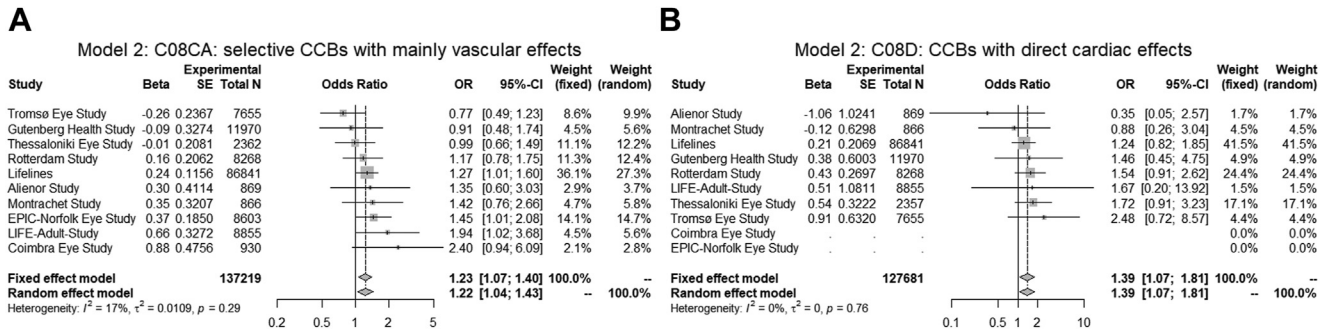 A
Model 2: C08CA: selective CCBs with mainly vascular effects
Experimental Weight Weight
Study Beta SE Total N Odds Ratio OR 95%-CI (fixed) (random)
Tromsø Eye Study -0.26 0.2367 7655 0.77 [0.49; 1.23] 8.6% 9.9%
Gutenberg Health Study -0.09 0.3274 11970 0.91 [0.48; 1.74] 4.5% 5.6%
Thessaloniki Eye Study -0.01 0.2081 2362 0.99 [0.66; 1.49] 11.1% 12.2%
Rotterdam Study 0.16 0.2062 8268 1.17 [0.78; 1.75] 11.3% 12.4%
Lifelines 0.24 0.1156 86841 1.27 [1.01; 1.60] 36.1% 27.3%
Alienor Study 0.30 0.4114 869 1.35 [0.60; 3.03] 2.9% 3.7%
Montrachet Study 0.35 0.3207 866 1.42 [0.76; 2.66] 4.7% 5.8%
EPIC-Norfolk Eye Study 0.37 0.1850 8603 1.45 [1.01; 2.08] 14.1% 14.7%
LIFE-Adult-Study 0.66 0.3272 8855 1.94 [1.02; 3.68] 4.5% 5.6%
Coimbra Eye Study 0.88 0.4756 930 2.40 [0.94; 6.09] 2.1% 2.8%
Fixed effect model 137219 1.23 [1.07; 1.40] 100.0% --
Random effect model 1.22 [1.04; 1.43] -- 100.0%
Heterogeneity: I² = 17%, τ² = 0.0109, p = 0.29
0.2 0.5 1 2 5
B
Model 2: C08D: CCBs with direct cardiac effects
Experimental Weight Weight
Study Beta SE Total N Odds Ratio OR 95%-CI (fixed) (random)
Alienor Study -1.06 1.0241 869 0.35 [0.05; 2.57] 1.7% 1.7%
Montrachet Study -0.12 0.6298 866 0.88 [0.26; 3.04] 4.5% 4.5%
Lifelines 0.21 0.2069 86841 1.24 [0.82; 1.85] 41.5% 41.5%
Gutenberg Health Study 0.38 0.6003 11970 1.46 [0.45; 4.75] 4.9% 4.9%
Rotterdam Study 0.43 0.2697 8268 1.54 [0.91; 2.62] 24.4% 24.4%
LIFE-Adult-Study 0.51 1.0811 8855 1.67 [0.20; 13.92] 1.5% 1.5%
Thessaloniki Eye Study 0.54 0.3222 2357 1.72 [0.91; 3.23] 17.1% 17.1%
Tromsø Eye Study 0.91 0.6320 7655 2.48 [0.72; 8.57] 4.4% 4.4%
Coimbra Eye Study . . . 0.0% 0.0%
EPIC-Norfolk Eye Study . . . 0.0% 0.0%
Fixed effect model 127681 1.39 [1.07; 1.81] 100.0% --
Random effect model 1.39 [1.07; 1.81] -- 100.0%
Heterogeneity: I² = 0%, τ² = 0, p = 0.76
0.1 0.5 1 2 10